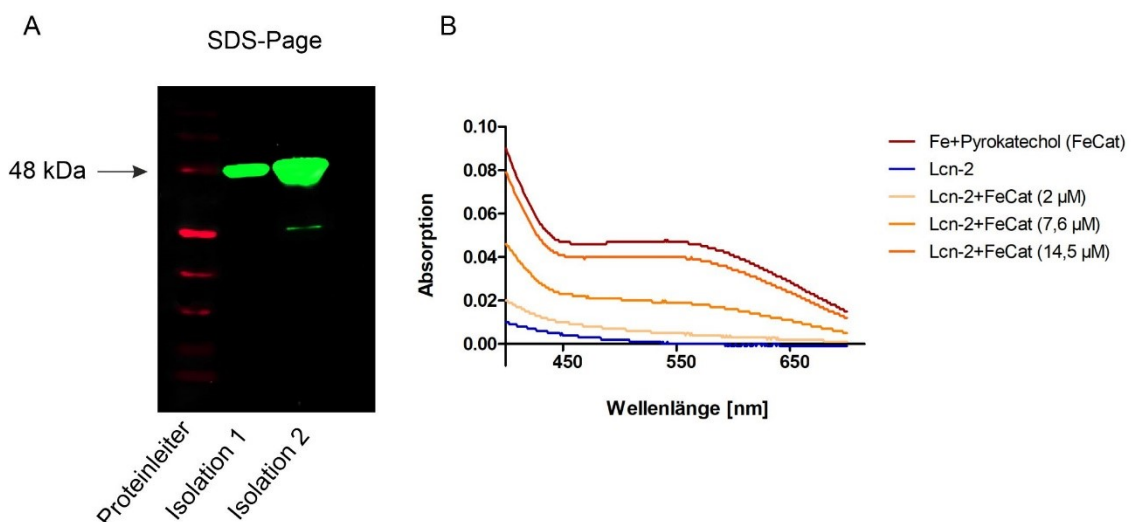 A
SDS-Page
48 kDa
Proteinleiter
Isolation 1
Isolation 2
B
0.10
0.08
0.06
0.04
0.02
0.00
Absorption
450
550
650
Wellenlänge [nm]
Fe+Pyrokatechol (FeCat)
Lcn-2
Lcn-2+FeCat (2 µM)
Lcn-2+FeCat (7,6 µM)
Lcn-2+FeCat (14,5 µM)